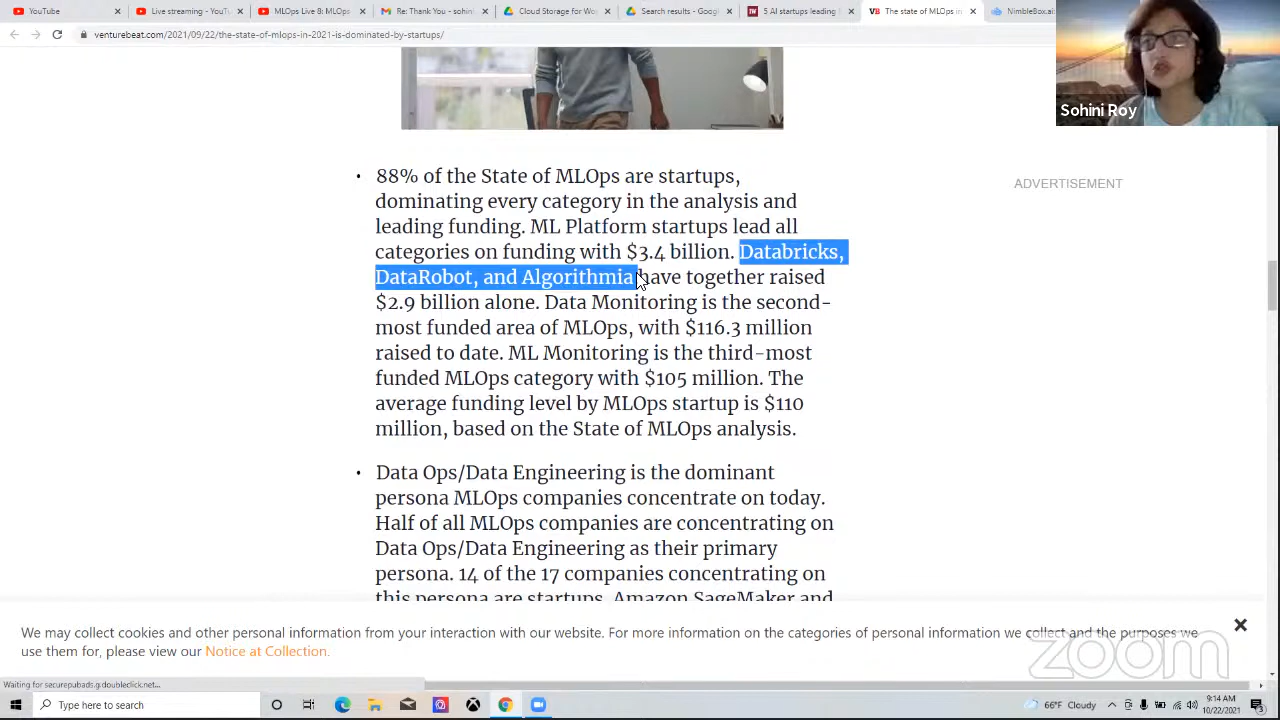 YouTube
Live streaming - YouTu
MLOps Live 8: MLOps
Re: Thank You - sohini
Cloud Storage for Wo
Search results - Googl
5 AI startups leading
The state of MLOps in
NimbleBox.ai
venturebeat.com/2021/09/22/the-state-of-mlops-in-2021-is-dominated-by-startups/
Sohini Roy
ADVERTISEMENT
• 88% of the State of MLOps are startups,
dominating every category in the analysis and
leading funding. ML Platform startups lead all
categories on funding with $3.4 billion. Databricks,
DataRobot, and Algorithmia have together raised
$2.9 billion alone. Data Monitoring is the second-
most funded area of MLOps, with $116.3 million
raised to date. ML Monitoring is the third-most
funded MLOps category with $105 million. The
average funding level by MLOps startup is $110
million, based on the State of MLOps analysis.
• Data Ops/Data Engineering is the dominant
persona MLOps companies concentrate on today.
Half of all MLOps companies are concentrating on
Data Ops/Data Engineering as their primary
persona. 14 of the 17 companies concentrating on
this persona are startups. Amazon SageMaker and
We may collect cookies and other personal information from your interaction with our website. For more information on the categories of personal information we collect and the purposes we
use them for, please view our Notice at Collection.
zoom
Waiting for securepubads.g.doubleclick.net...
Type here to search
66°F Cloudy
9:14 AM
10/22/2021